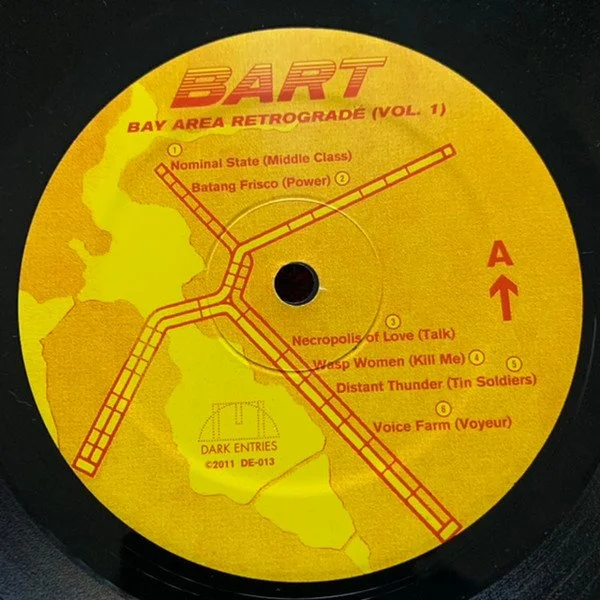 BART
BAY AREA RETROGRADÉ (VOL. 1)
1
Nominal State (Middle Class)
Batang Frisco (Power) 2
A
3
Necropolis of Love (Talk)
Wasp Women (Kill Me) 4
5
Distant Thunder (Tin Soldiers)
6
Voice Farm (Voyeur)
DARK ENTRIES
©2011 DE-013